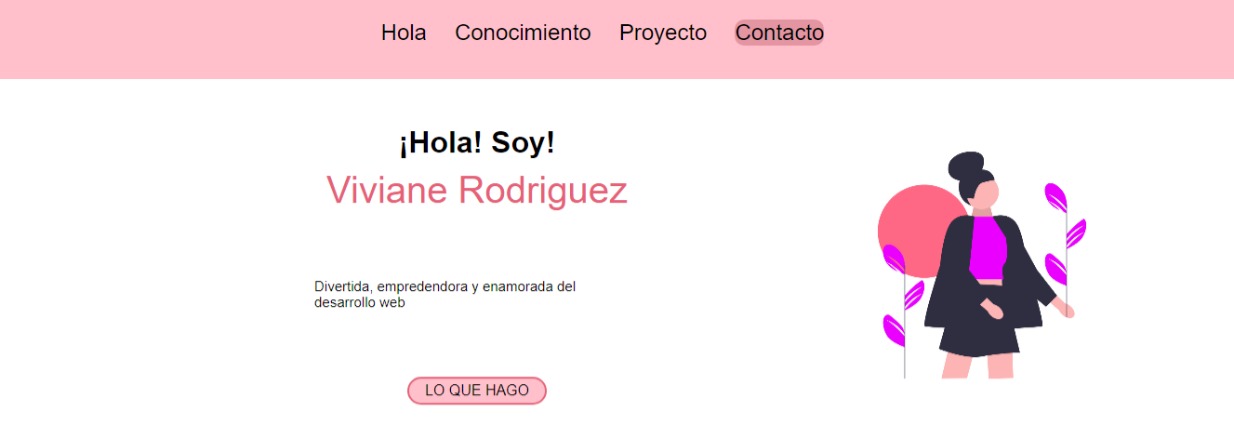 Hola Conocimiento Proyecto Contacto
¡Hola! Soy!
Viviane Rodriguez
Divertida, empredendora y enamorada del
desarrollo web
LO QUE HAGO